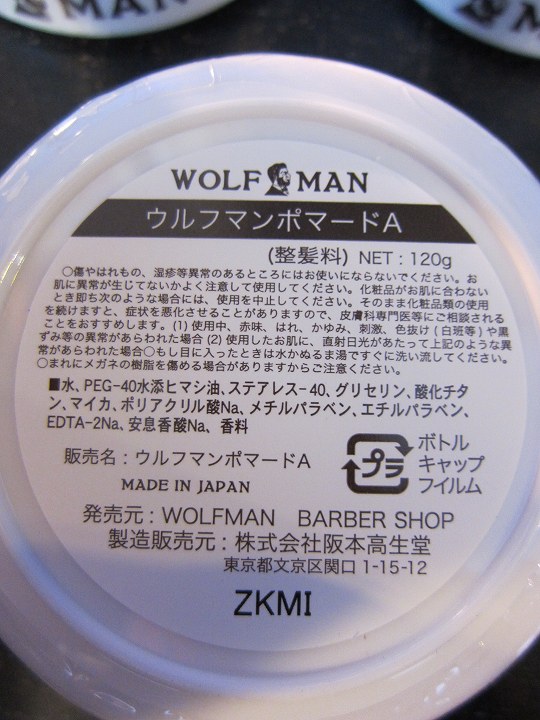 MAN
MAN
WOLF MAN
ウルフマンポマードA
(整髪料) NET : 120g
○傷やはれもの、湿疹等異常のあるところにはお使いにならないでください。お
肌に異常が生じてないかよく注意して使用してください。化粧品がお肌に合わない
とき即ち次のような場合には、使用を中止してください。そのまま化粧品類の使用
を続けますと、症状を悪化させることがありますので、皮膚科専門医等にご相談される
ことをおすすめします。(1) 使用中、赤味、はれ、かゆみ、刺激、色抜け(白斑等)や黒
ずみ等の異常があらわれた場合 (2) 使用したお肌に、直射日光があたって上記のような異
常があらわれた場合○もし目に入ったときは水かぬるま湯ですぐに洗い流してください。
○まれにメガネの樹脂を傷める場合がありますからご注意ください。
■水、PEG-40水添ヒマシ油、ステアレス-40、グリセリン、酸化チタ
ン、マイカ、ポリアクリル酸Na、メチルパラベン、エチルパラベン、
EDTA-2Na、安息香酸Na、香料
販売名 : ウルフマンポマードA
MADE IN JAPAN
プラ
ボトル
キャップ
フイルム
発売元 : WOLFMAN BARBER SHOP
製造販売元 : 株式会社阪本高生堂
東京都文京区関口 1-15-12
ZKMI